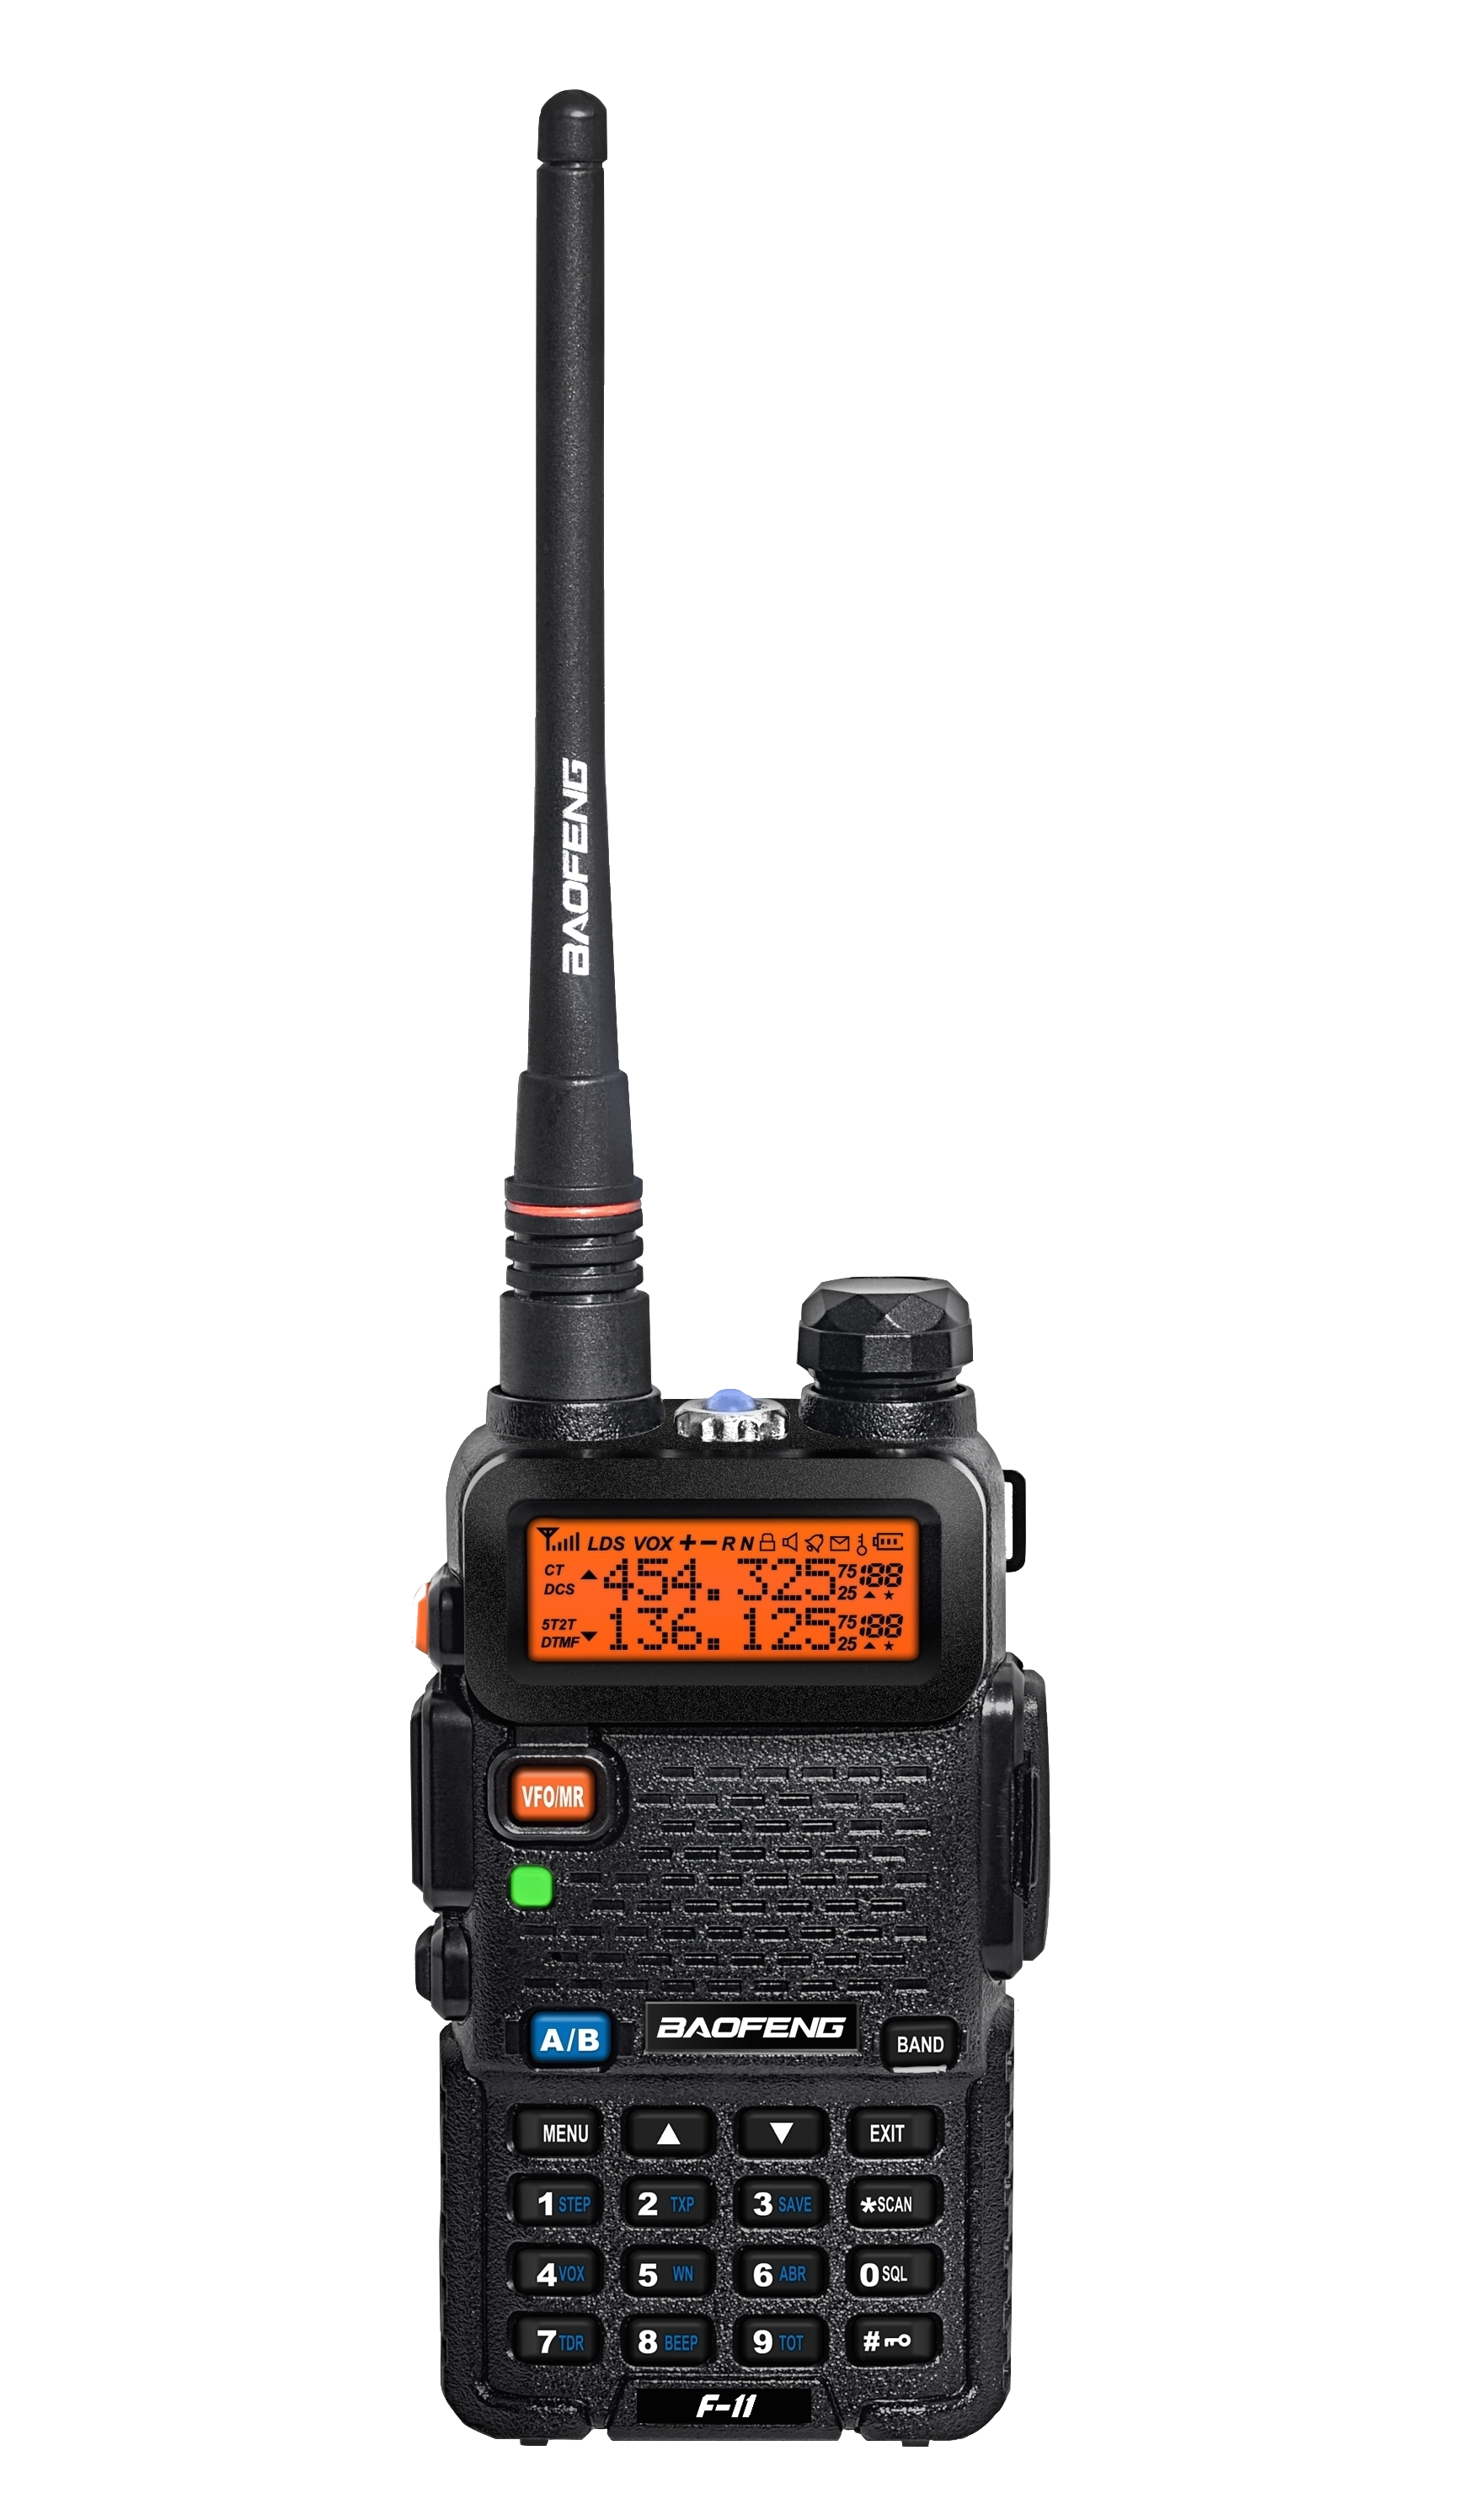 BAOFENG
LDS VOX + - R N
CT ▲ 454.325 75 188
DCS 25 ▲ ★
5T2T 136.125 75 188
DTMF ▼ 25 ▲ ★
VFO/MR
A/B BAOFENG BAND
MENU ▲ ▼ EXIT
1 STEP 2 TXP 3 SAVE *SCAN
4 VOX 5 WN 6 ABR 0 SQL
7 TDR 8 BEEP 9 TOT #
F-11